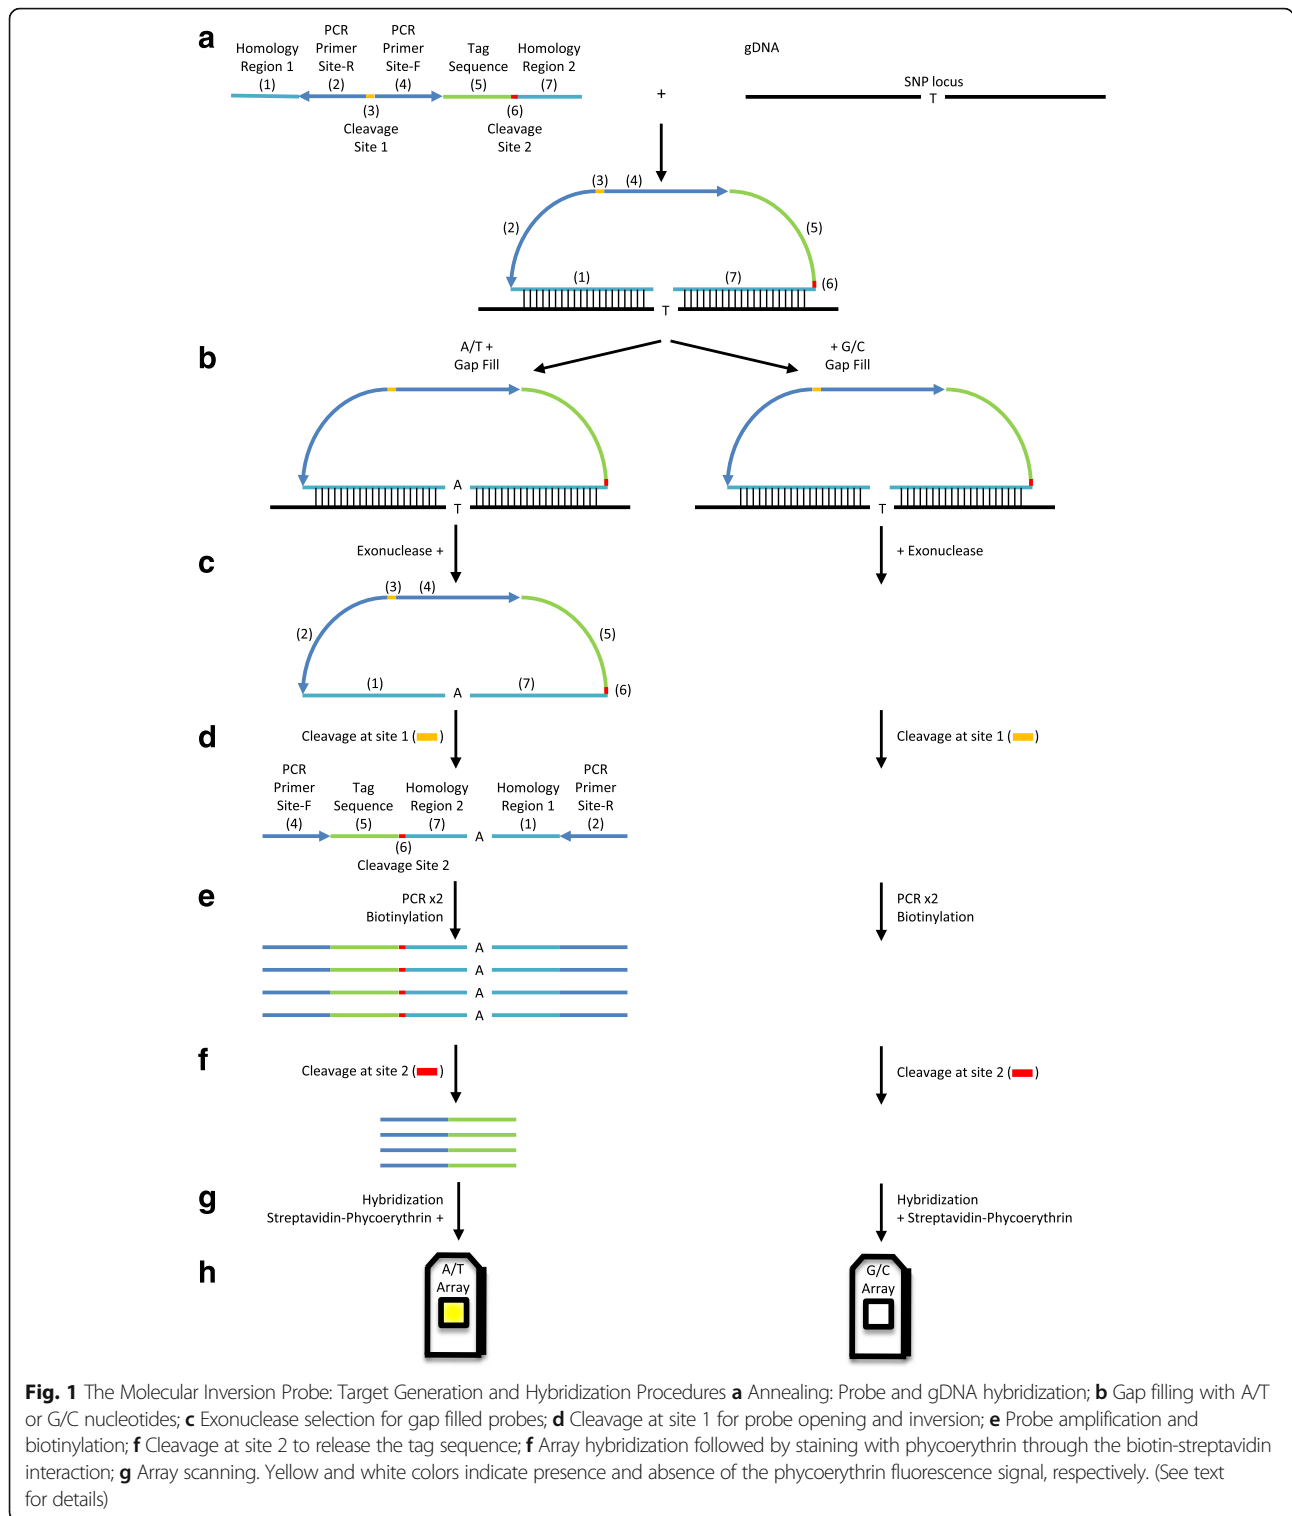 a
Homology
Region 1
(1)
PCR
Primer
Site-R
(2)
PCR
Primer
Site-F
(4)
Tag
Sequence
(5)
Homology
Region 2
(7)
(3)
Cleavage
Site 1
(6)
Cleavage
Site 2
+
gDNA
SNP locus
T
(3)
(4)
(2)
(5)
(1)
(7)
(6)
T
b
A/T +
Gap Fill
+ G/C
Gap Fill
A
T
T
c
Exonuclease +
+ Exonuclease
(3)
(4)
(2)
(5)
(1)
A
(7)
(6)
d
Cleavage at site 1 ( )
Cleavage at site 1 ( )
PCR
Primer
Site-F
(4)
Tag
Sequence
(5)
Homology
Region 2
(7)
Homology
Region 1
(1)
PCR
Primer
Site-R
(2)
A
(6)
Cleavage Site 2
e
PCR x2
Biotinylation
PCR x2
Biotinylation
A
A
A
A
f
Cleavage at site 2 ( )
Cleavage at site 2 ( )
g
Hybridization
Streptavidin-Phycoerythrin +
Hybridization
+ Streptavidin-Phycoerythrin
h
A/T
Array
G/C
Array
Fig. 1 The Molecular Inversion Probe: Target Generation and Hybridization Procedures a Annealing: Probe and gDNA hybridization; b Gap filling with A/T
or G/C nucleotides; c Exonuclease selection for gap filled probes; d Cleavage at site 1 for probe opening and inversion; e Probe amplification and
biotinylation; f Cleavage at site 2 to release the tag sequence; f Array hybridization followed by staining with phycoerythrin through the biotin-streptavidin
interaction; g Array scanning. Yellow and white colors indicate presence and absence of the phycoerythrin fluorescence signal, respectively. (See text
for details)